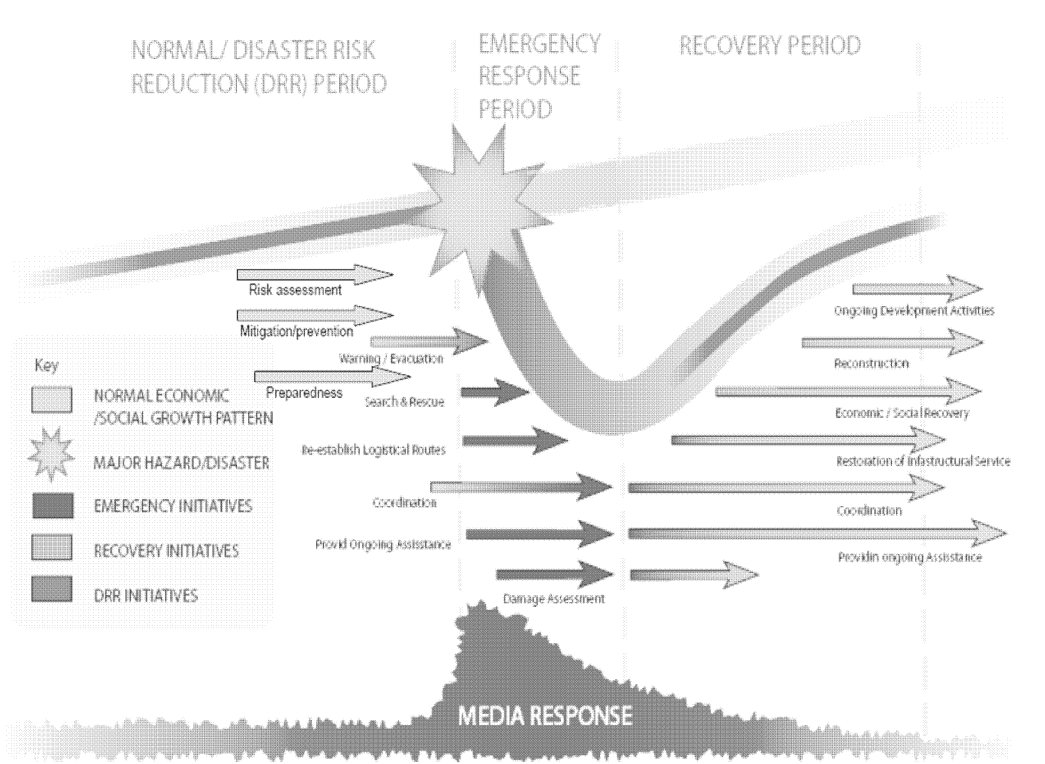 NORMAL/ DISASTER RISK
REDUCTION (DRR) PERIOD
EMERGENCY
RESPONSE
PERIOD
RECOVERY PERIOD
Risk assessment
Mitigation/prevention
Warning / Evacuation
Preparedness
Search & Rescue
Re-establish Logistical Routes
Coordination
Provid Ongoing Assisstance
Damage Assessment
Ongoing Development Activities
Reconstruction
Economic / Social Recovery
Restoration of Infastructural Service
Coordination
Providin ongoing Assisstance
Key
NORMAL ECONOMIC
/SOCIAL GROWTH PATTERN
MAJOR HAZARD/DISASTER
EMERGENCY INITIATIVES
RECOVERY INITIATIVES
DRR INITIATIVES
MEDIA RESPONSE